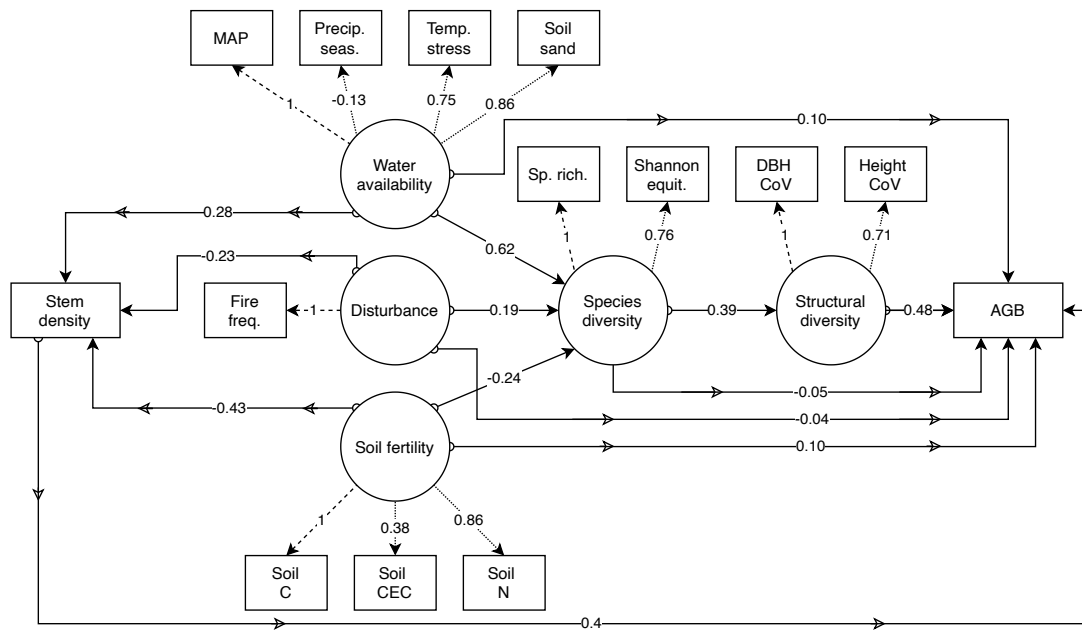 MAP
Precip.
seas.
Temp.
stress
Soil
sand
1
-0.13
0.75
0.86
0.10
Water
availability
Sp. rich.
Shannon
equit.
DBH
CoV
Height
CoV
0.28
1
0.76
1
0.71
0.62
-0.23
Stem
density
Fire
freq.
1
Disturbance
0.19
Species
diversity
0.39
Structural
diversity
0.48
AGB
-0.24
-0.05
-0.43
-0.04
Soil fertility
0.10
1
0.38
0.86
Soil
C
Soil
CEC
Soil
N
0.4